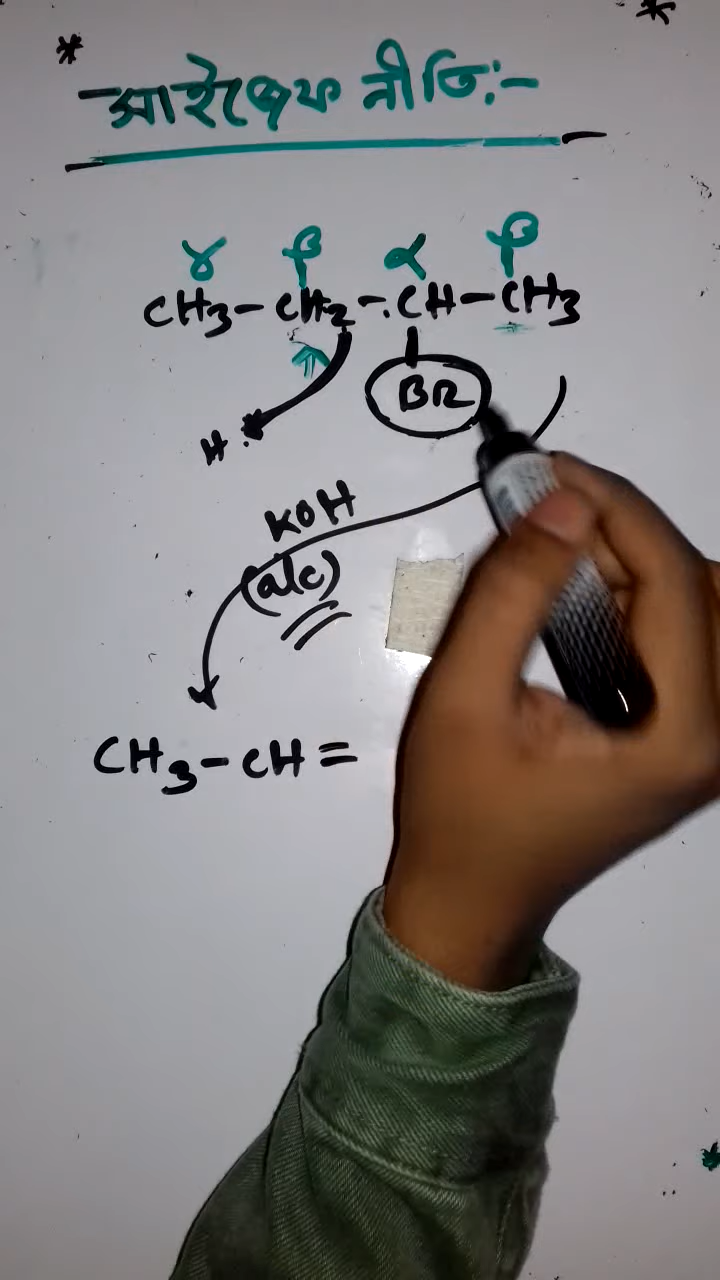 * *
আইজেফ নীতি:-
γ β α β
CH3-CH2-CH-CH3
BR
H
KOH
(alc)
CH3-CH=